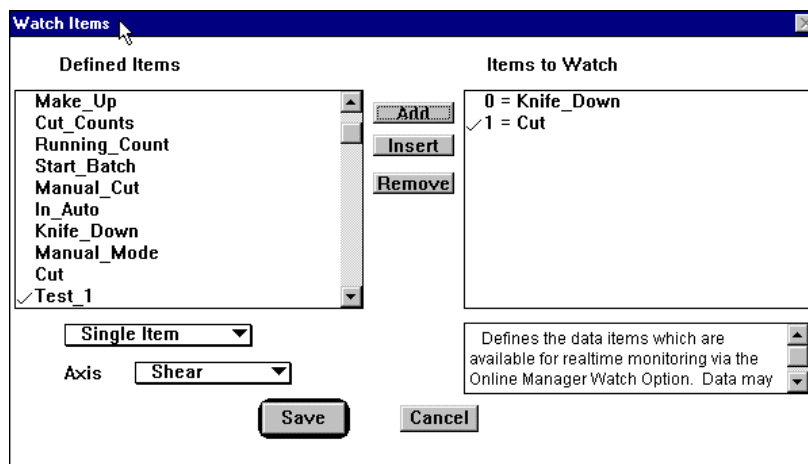 Watch Items
Defined Items
Items to Watch
Make_Up
Cut_Counts
Running_Count
Start_Batch
Manual_Cut
In_Auto
Knife_Down
Manual_Mode
Cut
Test_1
Add
Insert
Remove
0 = Knife_Down
1 = Cut
Single Item
Axis Shear
Defines the data items which are
available for realtime monitoring via the
Online Manager Watch Option. Data may
Save
Cancel